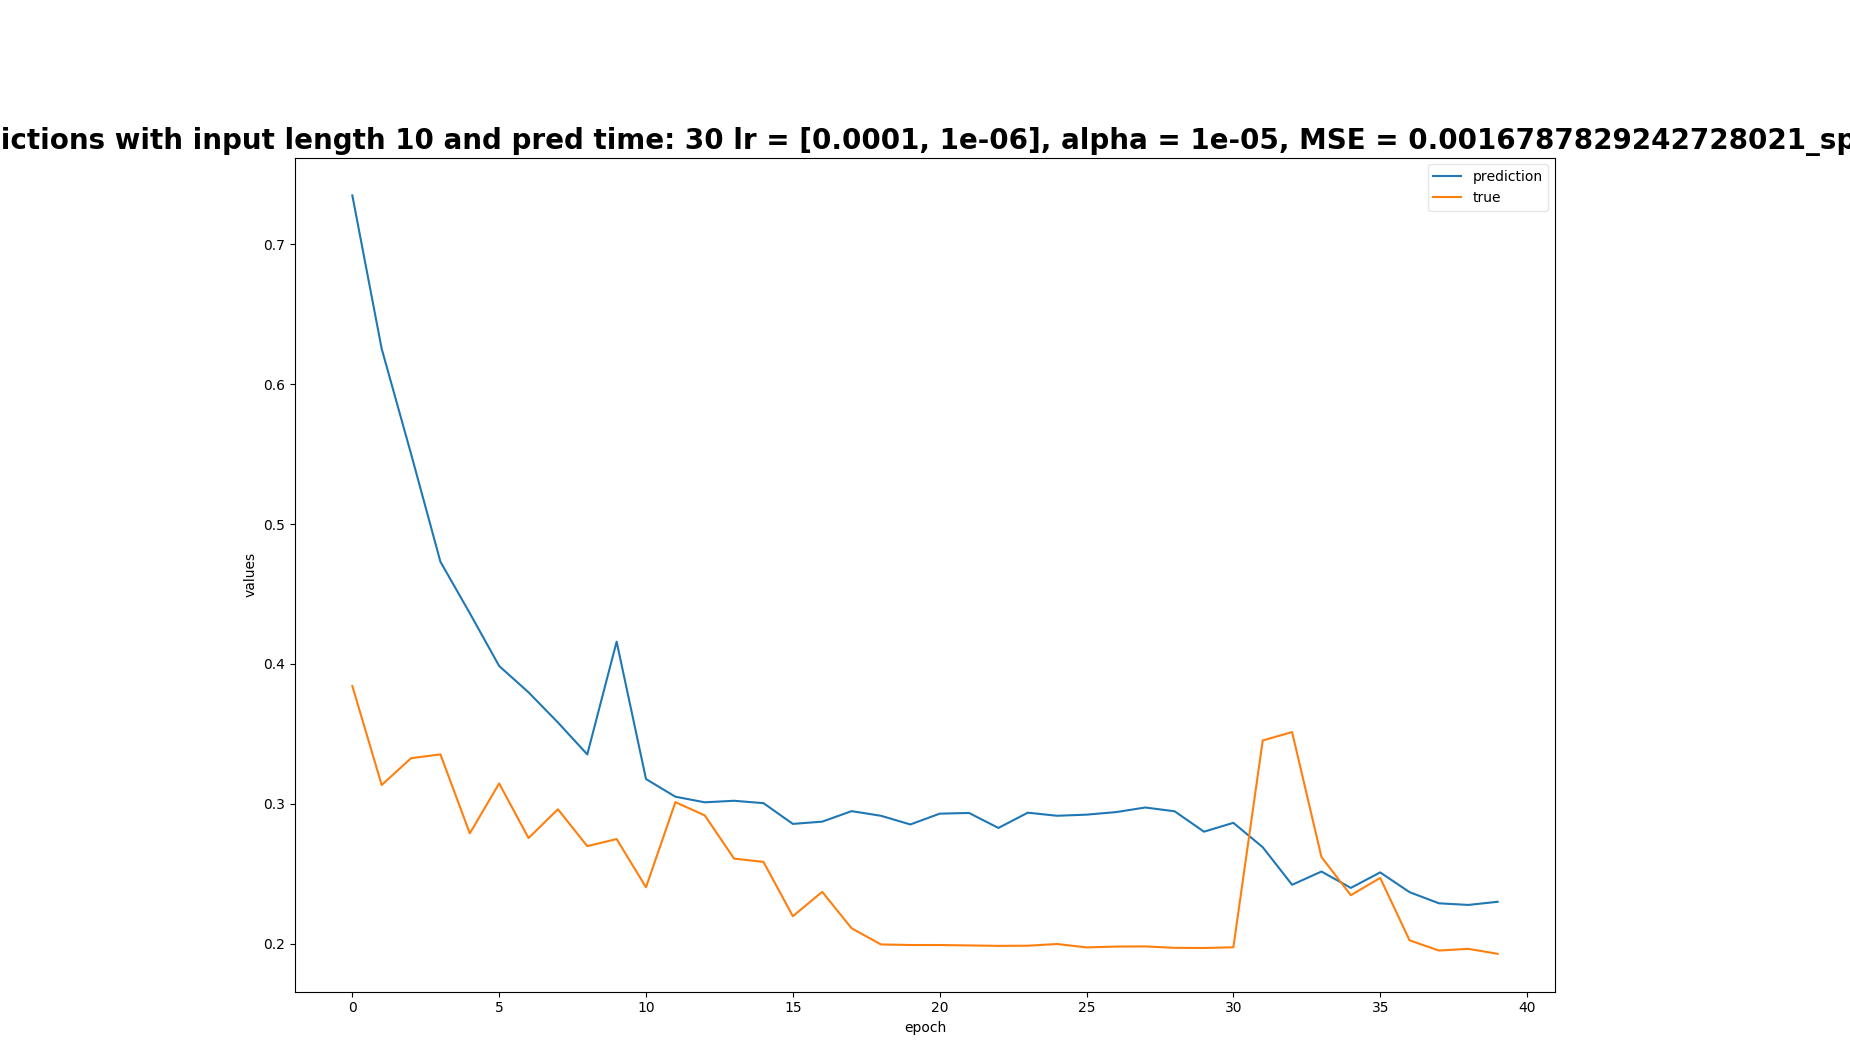 ictions with input length 10 and pred time: 30 lr = [0.0001, 1e-06], alpha = 1e-05, MSE = 0.0016787829242728021_sp
prediction
true
0.7
0.6
0.5
0.4
0.3
0.2
values
0 5 10 15 20 25 30 35 40
epoch